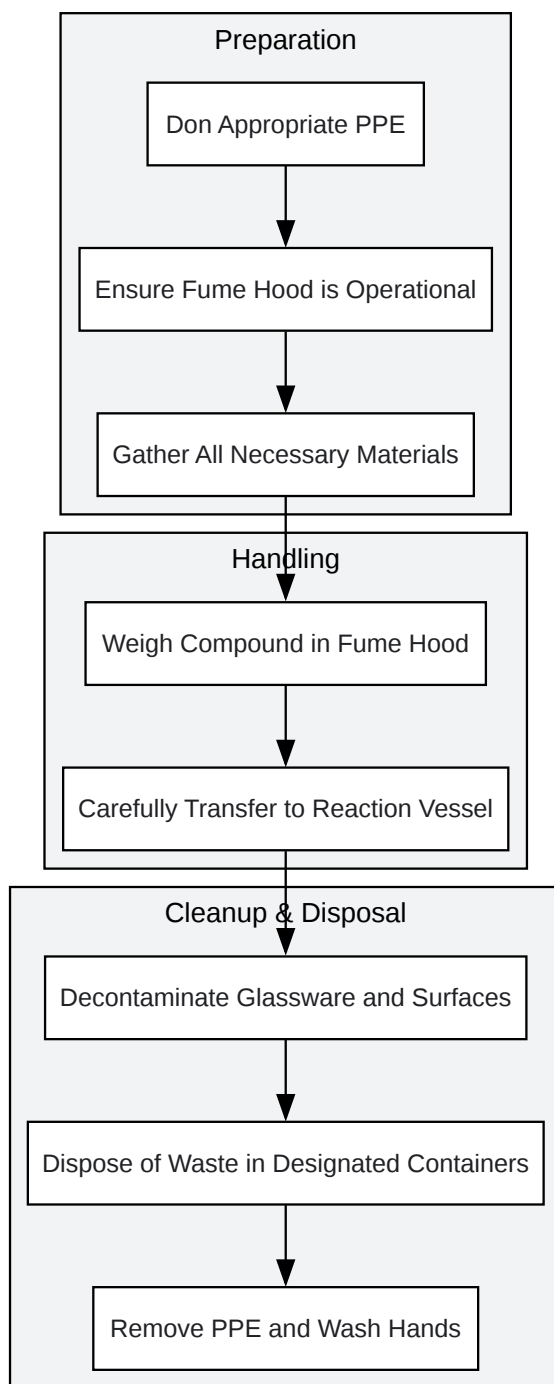 Preparation
Don Appropriate PPE
Ensure Fume Hood is Operational
Gather All Necessary Materials
Handling
Weigh Compound in Fume Hood
Carefully Transfer to Reaction Vessel
Cleanup & Disposal
Decontaminate Glassware and Surfaces
Dispose of Waste in Designated Containers
Remove PPE and Wash Hands